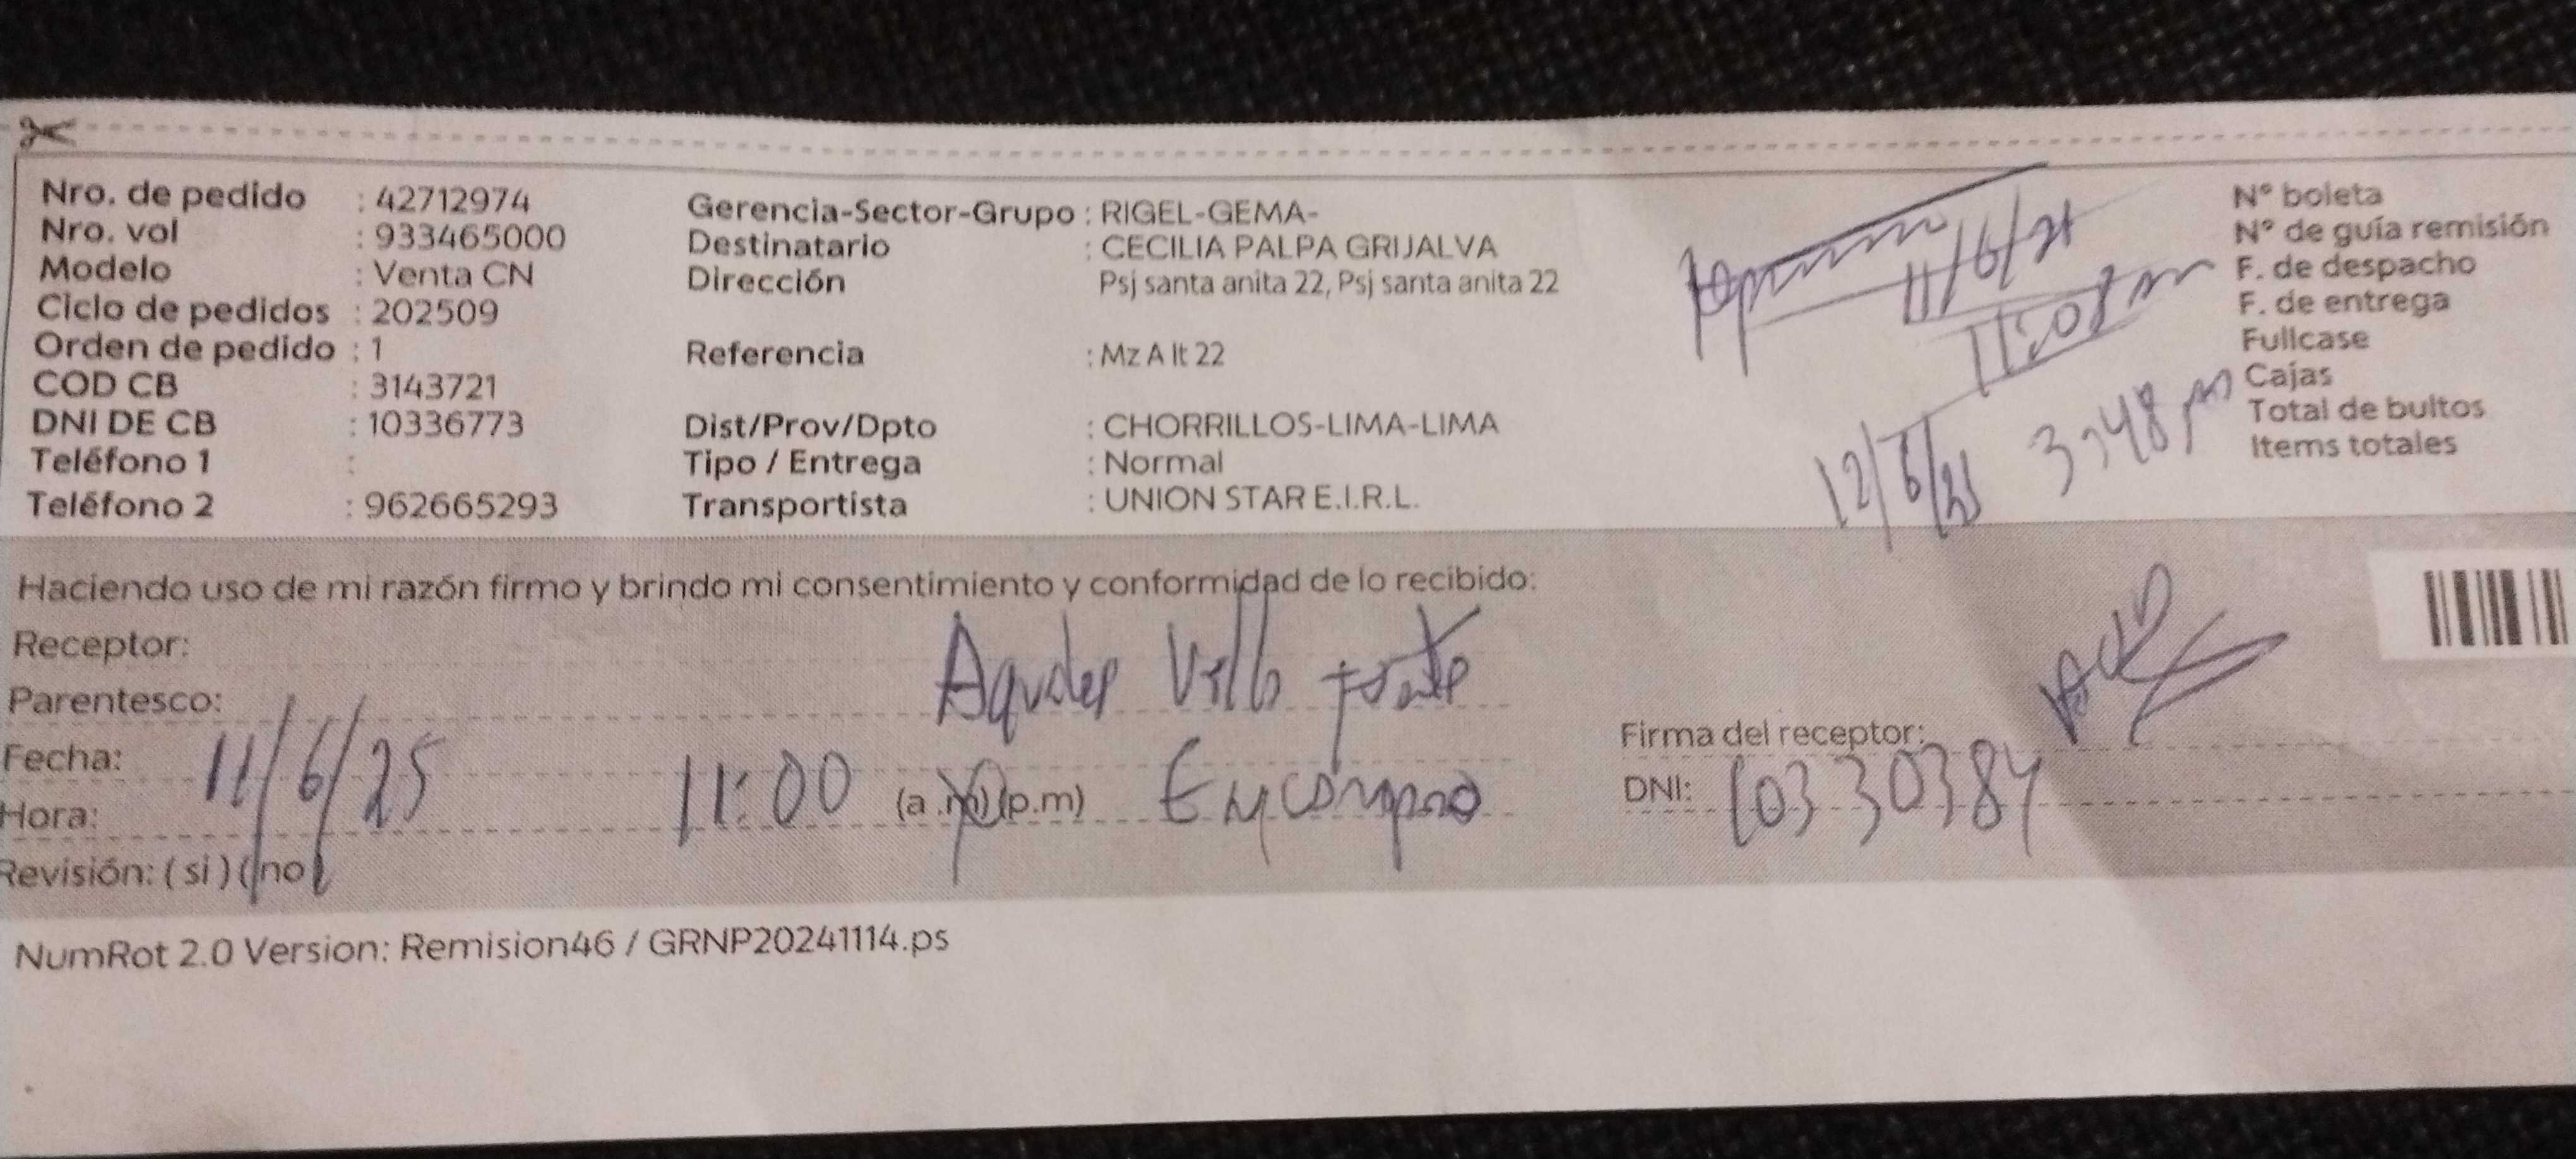 Nro. de pedido : 42712974
Nro. vol : 933465000
Modelo : Venta CN
Ciclo de pedidos : 202509
Orden de pedido : 1
COD CB : 3143721
DNI DE CB : 10336773
Teléfono 1 :
Teléfono 2 : 962665293
Gerencia-Sector-Grupo : RIGEL-GEMA-
Destinatario : CECILIA PALPA GRIJALVA
Dirección Psj santa anita 22, Psj santa anita 22
Referencia : Mz A lt 22
Dist/Prov/Dpto : CHORRILLOS-LIMA-LIMA
Tipo / Entrega : Normal
Transportista : UNION STAR E.I.R.L.
11:08 m
3:48 pm
N° boleta
N° de guía remisión
F. de despacho
F. de entrega
Fullcase
Cajas
Total de bultos
Items totales
Haciendo uso de mi razón firmo y brindo mi consentimiento y conformidad de lo recibido:
Receptor:
Parentesco:
Fecha: 11/6/25
Hora: 11:00 (a.m) (p.m)
Revisión: ( si ) ( no )
Firma del receptor:
DNI: 10330384
NumRot 2.0 Version: Remision46 / GRNP20241114.ps